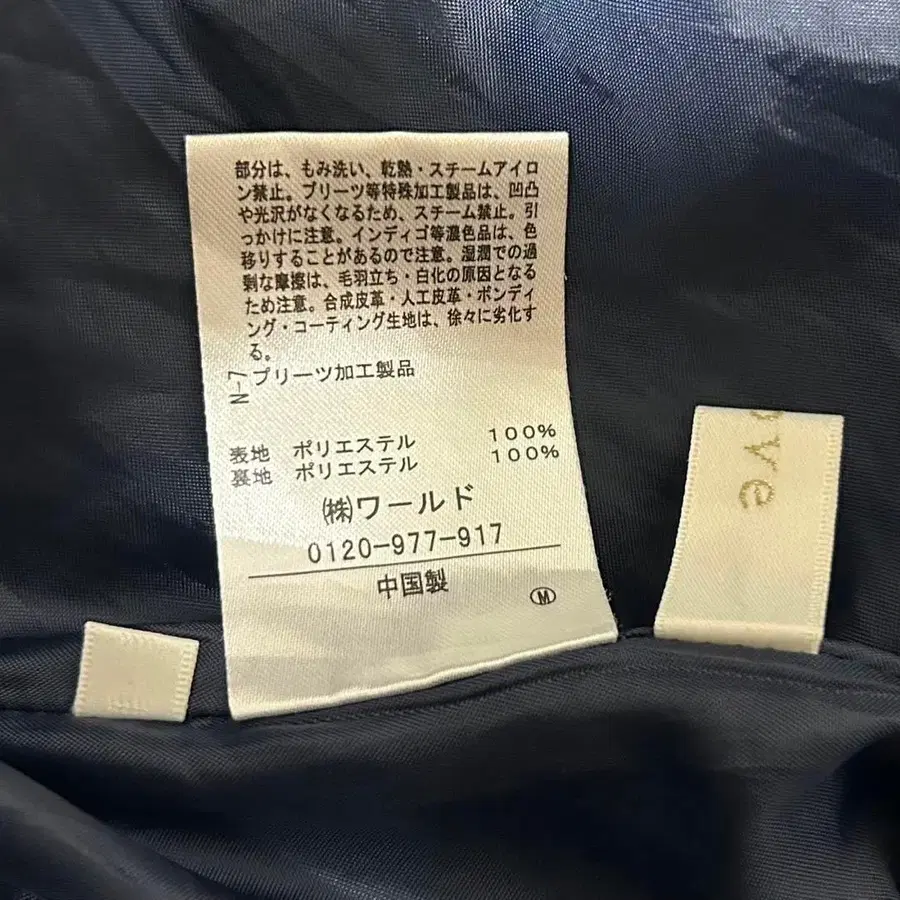 部分は、もみ洗い、乾熱・スチームアイロ
ン禁止。プリーツ等特殊加工製品は、凹凸
や光沢がなくなるため、スチーム禁止。引
っかけに注意。インディゴ等濃色品は、色
移りすることがあるので注意。湿潤での過
剰な摩擦は、毛羽立ち・白化の原因となる
ため注意。合成皮革・人工皮革・ボンディ
ング・コーティング生地は、徐々に劣化す
る。
N-7
プリーツ加工製品
表地 ポリエステル 100%
裏地 ポリエステル 100%
㈱ワールド
0120-977-917
中国製
Ⓜ
ove